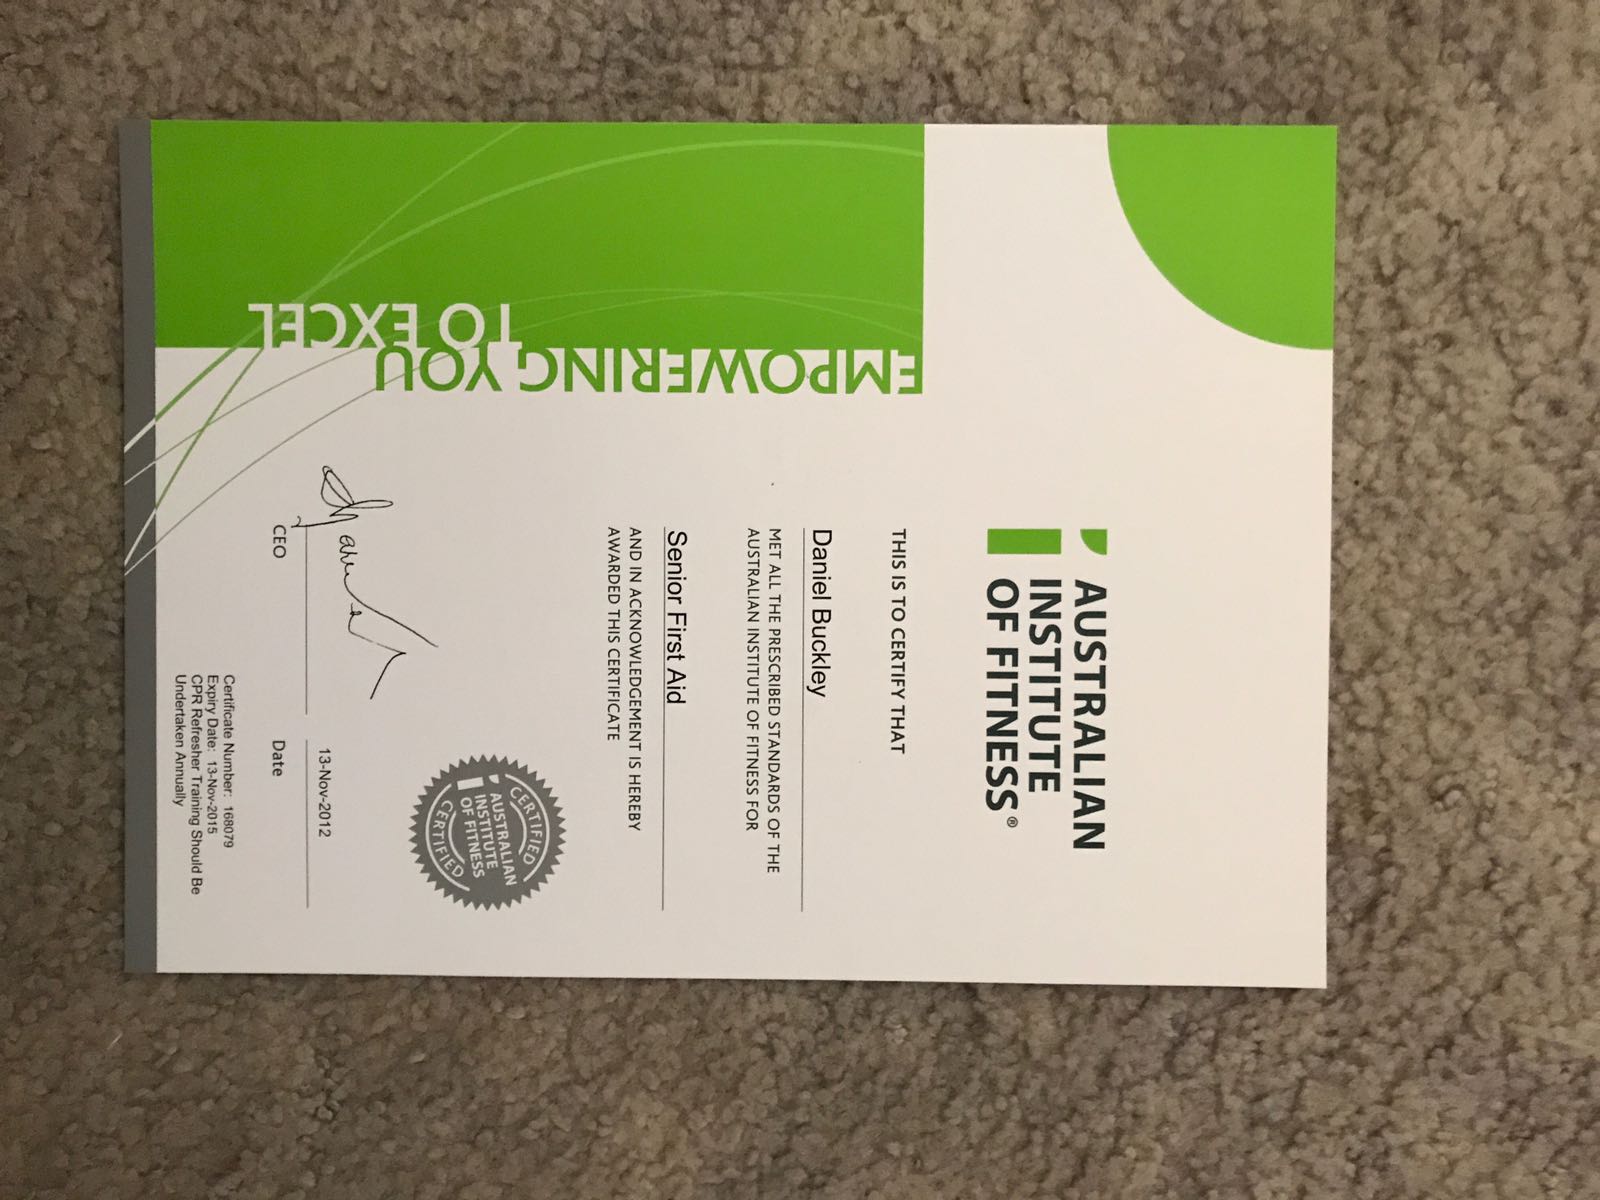 AUSTRALIAN
INSTITUTE
OF FITNESS®
THIS IS TO CERTIFY THAT
Daniel Buckley
MET ALL THE PRESCRIBED STANDARDS OF THE
AUSTRALIAN INSTITUTE OF FITNESS FOR
Senior First Aid
AND IN ACKNOWLEDGEMENT IS HEREBY
AWARDED THIS CERTIFICATE
CERTIFIED
AUSTRALIAN
INSTITUTE
OF FITNESS
CERTIFIED
13-Nov-2012
CEO
Date
Certificate Number: 168079
Expiry Date: 13-Nov-2015
CPR Refresher Training Should Be
Undertaken Annually
EMPOWERING YOU
TO EXCEL